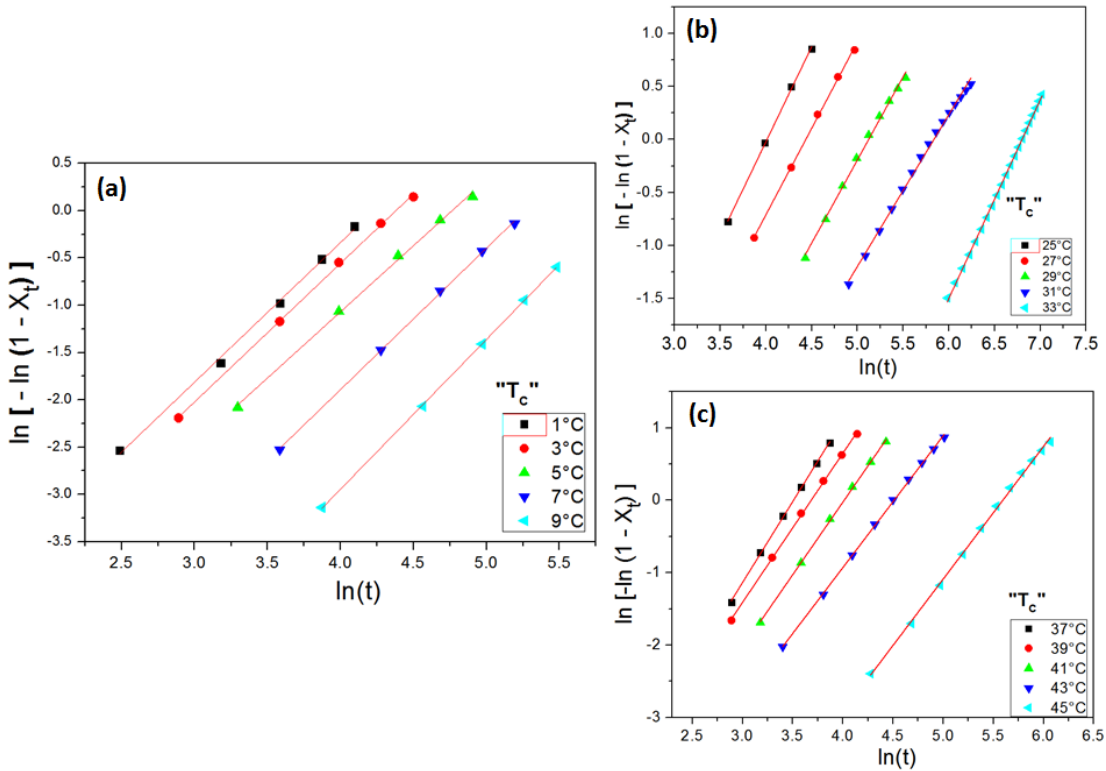 (a)
ln [ - ln (1 - Xt) ]
0.5
0.0
-0.5
-1.0
-1.5
-2.0
-2.5
-3.0
-3.5
2.5 3.0 3.5 4.0 4.5 5.0 5.5
ln(t)
"Tc"
1°C
3°C
5°C
7°C
9°C
(b)
ln [ - ln (1 - Xt) ]
1.0
0.5
0.0
-0.5
-1.0
-1.5
3.0 3.5 4.0 4.5 5.0 5.5 6.0 6.5 7.0 7.5
ln(t)
"Tc"
25°C
27°C
29°C
31°C
33°C
(c)
ln [-ln (1 - Xt) ]
1
0
-1
-2
-3
2.5 3.0 3.5 4.0 4.5 5.0 5.5 6.0 6.5
ln(t)
"Tc"
37°C
39°C
41°C
43°C
45°C